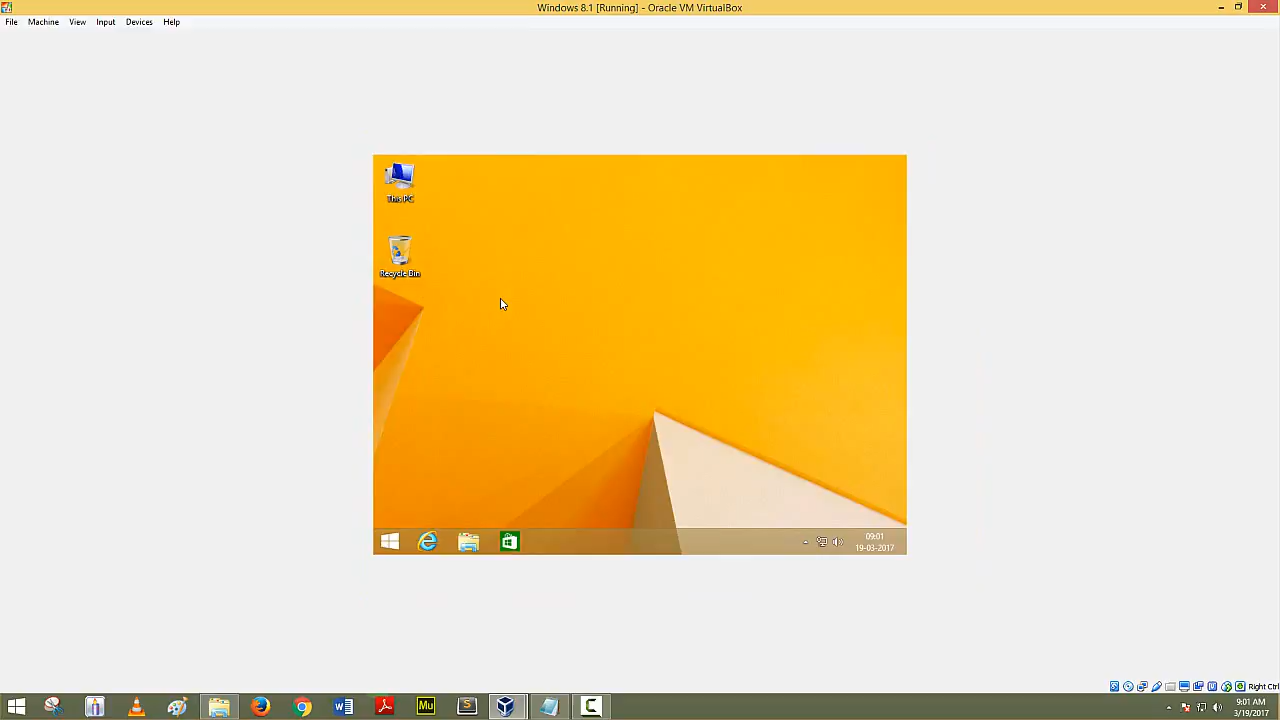 Windows 8.1 [Running] - Oracle VM VirtualBox
File Machine View Input Devices Help
This PC
Recycle Bin
09:01
19-03-2017
Right Ctrl
Mu
S
9:01 AM
3/19/2017